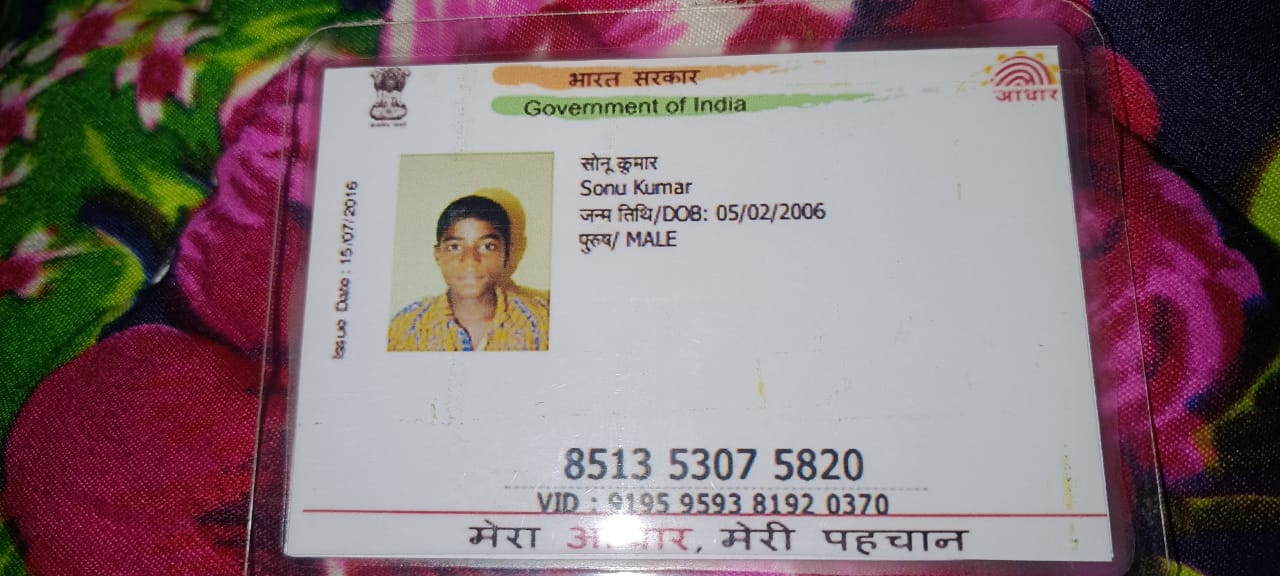 भारत सरकार
Government of India
आधार
Issue Date : 15/07/2016
सोनू कुमार
Sonu Kumar
जन्म तिथि/DOB: 05/02/2006
पुरुष/ MALE
8513 5307 5820
VID : 9195 9593 8192 0370
मेरा आधार, मेरी पहचान